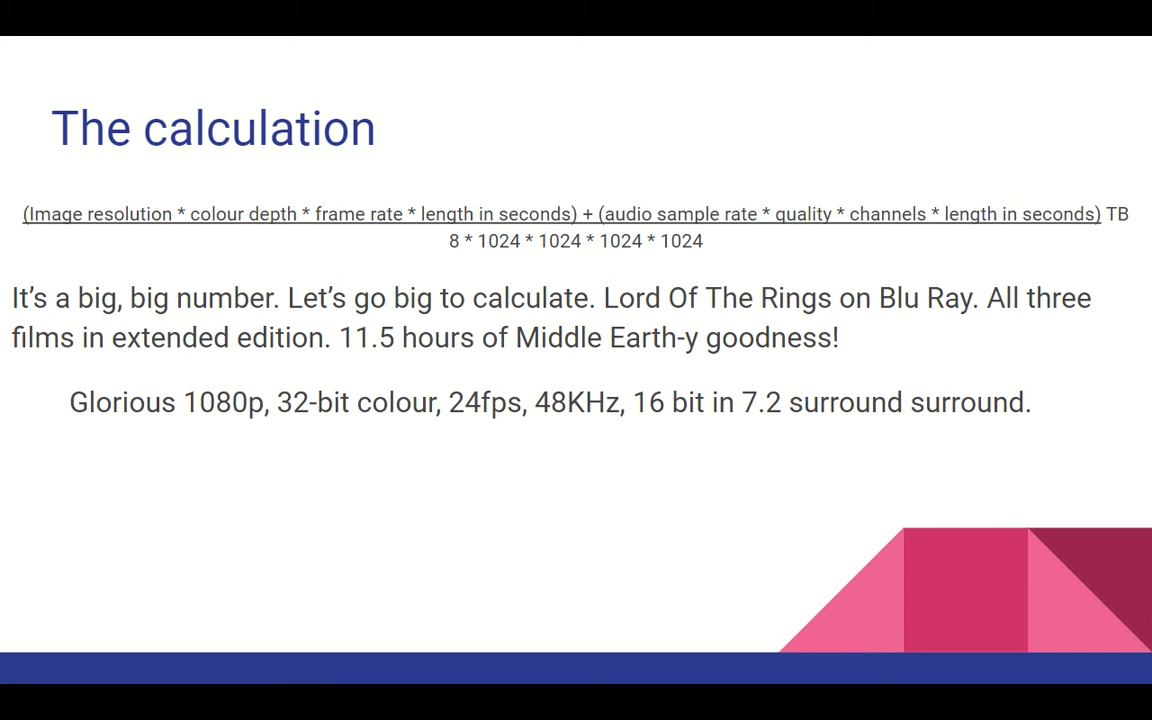 The calculation
(Image resolution * colour depth * frame rate * length in seconds) + (audio sample rate * quality * channels * length in seconds) TB
8 * 1024 * 1024 * 1024 * 1024
It’s a big, big number. Let’s go big to calculate. Lord Of The Rings on Blu Ray. All three
films in extended edition. 11.5 hours of Middle Earth-y goodness!
Glorious 1080p, 32-bit colour, 24fps, 48KHz, 16 bit in 7.2 surround surround.